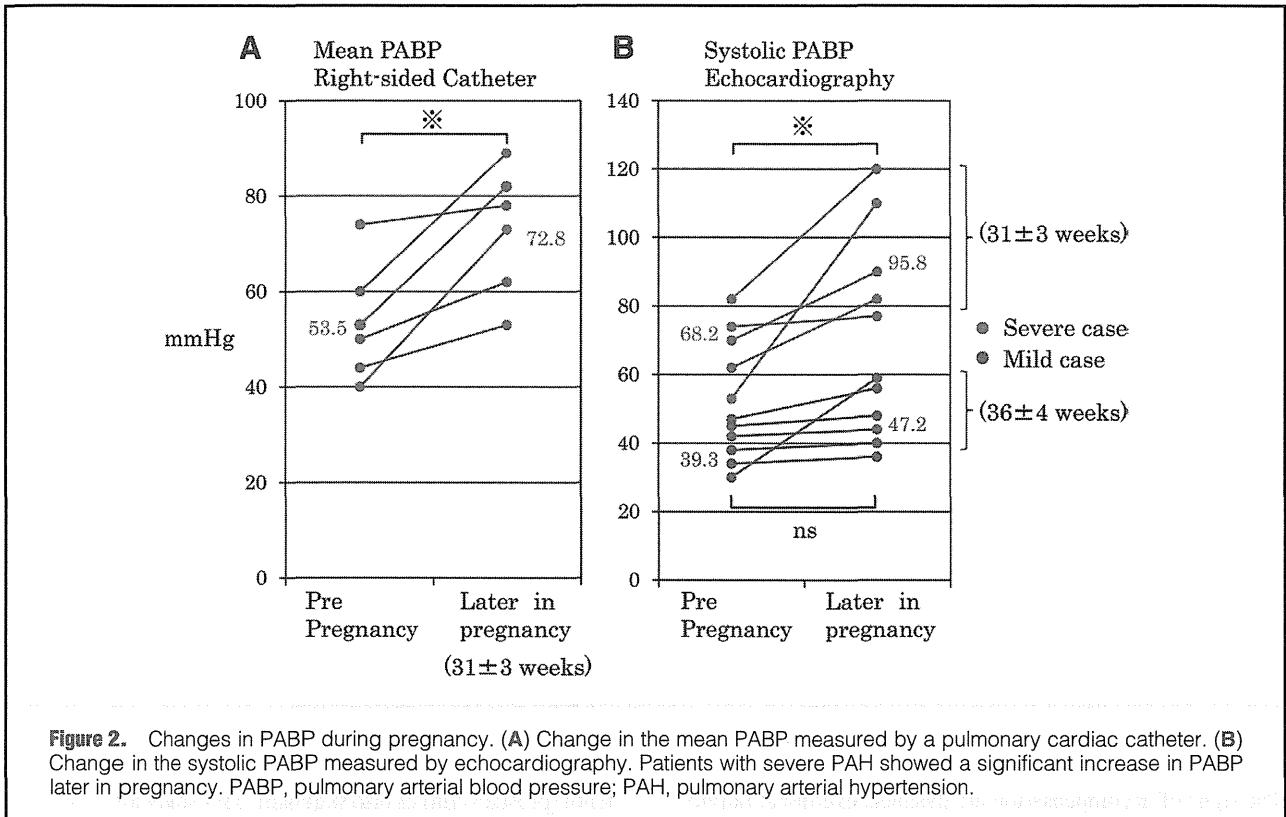 A
Mean PABP
Right-sided Catheter
100
80
60
40
20
0
mmHg
※
53.5
72.8
Pre
Pregnancy
Later in
pregnancy
(31±3 weeks)
B
Systolic PABP
Echocardiography
140
120
100
80
60
40
20
0
※
68.2
95.8
39.3
47.2
ns
(31±3 weeks)
(36±4 weeks)
Severe case
Mild case
Pre
Pregnancy
Later in
pregnancy
Figure 2. Changes in PABP during pregnancy. (A) Change in the mean PABP measured by a pulmonary cardiac catheter. (B)
Change in the systolic PABP measured by echocardiography. Patients with severe PAH showed a significant increase in PABP
later in pregnancy. PABP, pulmonary arterial blood pressure; PAH, pulmonary arterial hypertension.